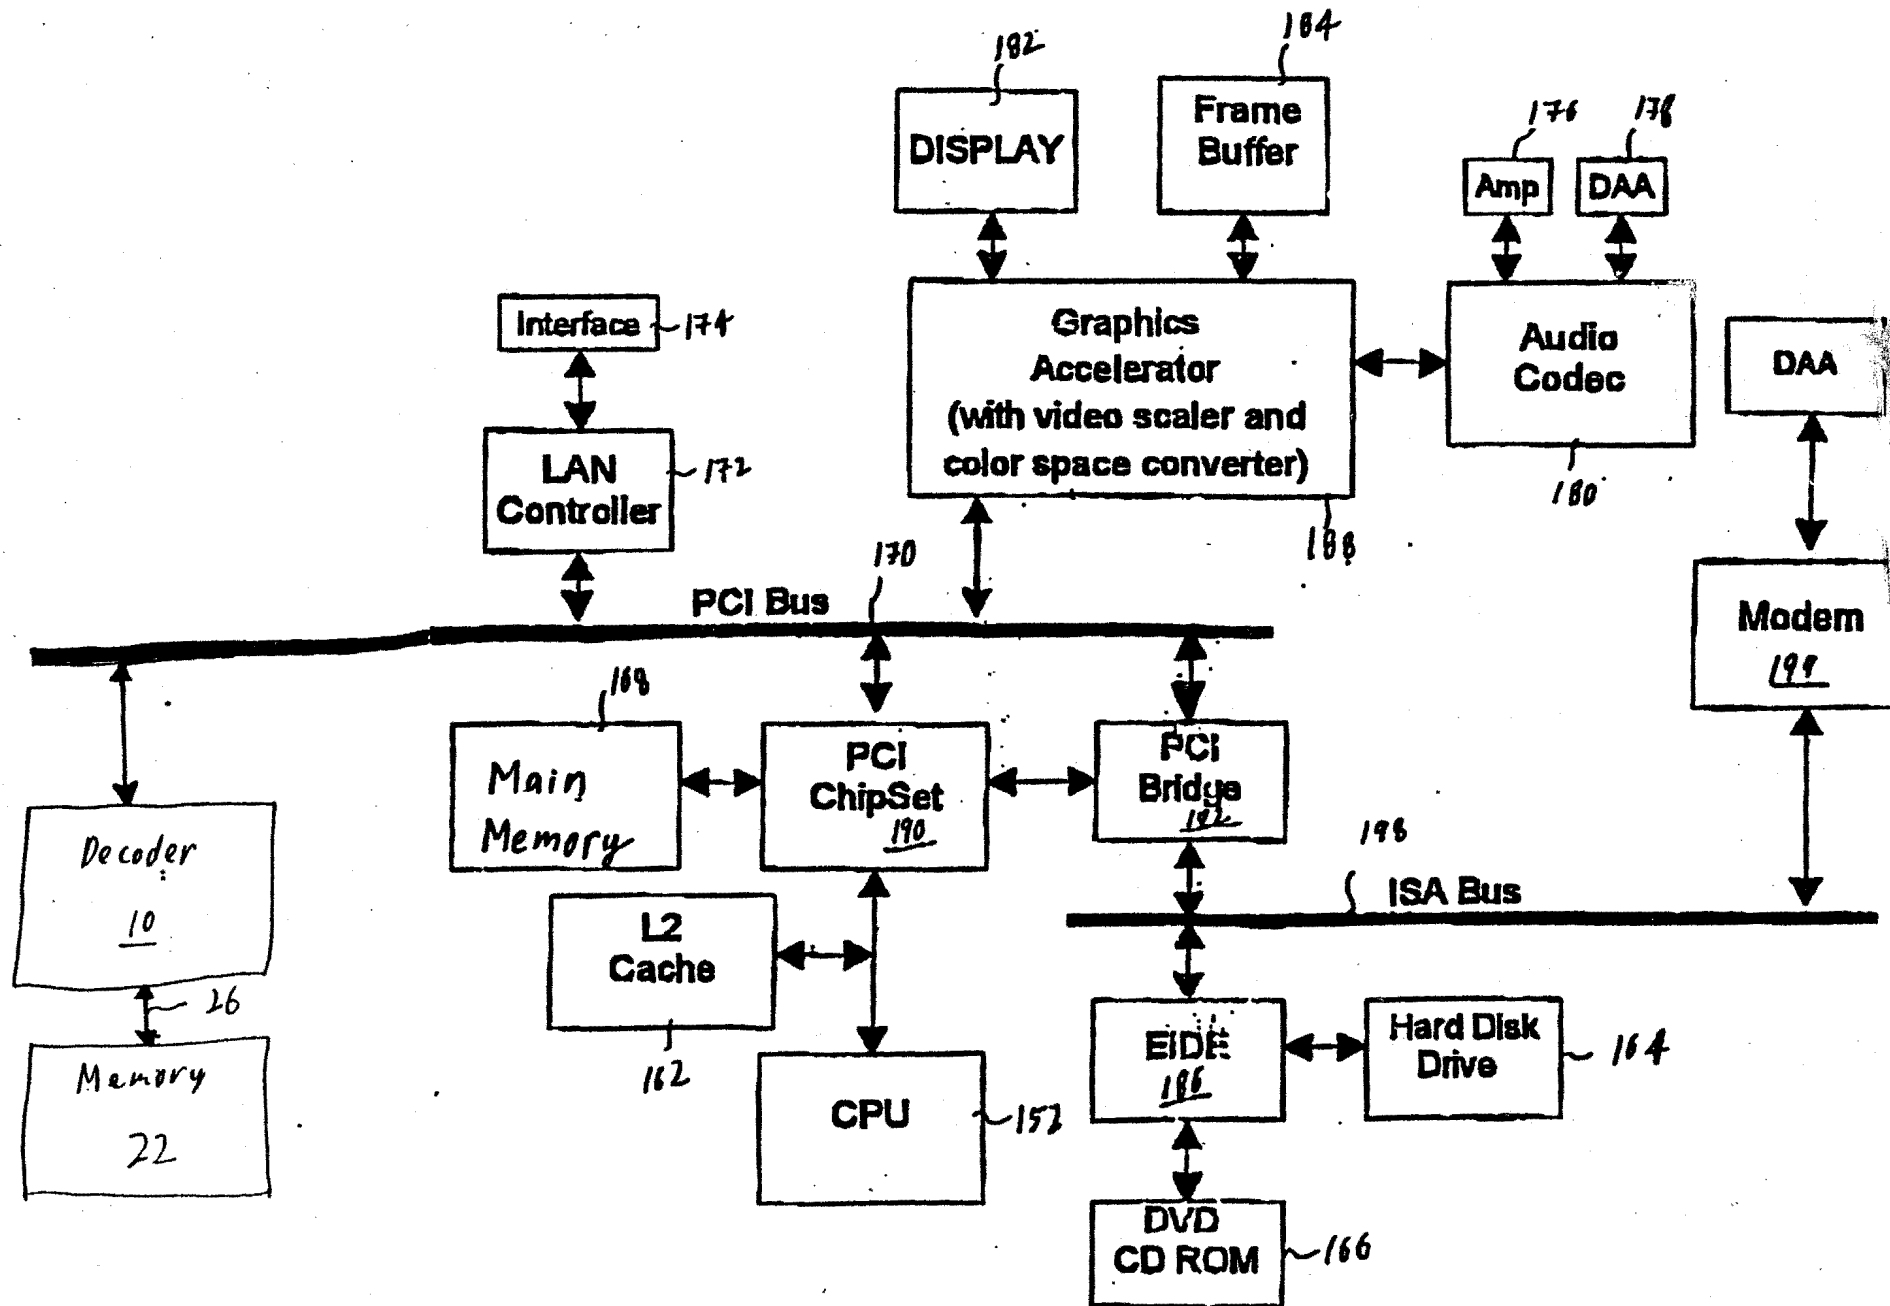 182
184
DISPLAY
Frame
Buffer
176
178
Amp
DAA
Interface
174
Graphics
Accelerator
(with video scaler and
color space converter)
188
Audio
Codec
180
DAA
LAN
Controller
172
170
PCI Bus
Modem
199
168
Main
Memory
PCI
ChipSet
190
PCI
Bridge
192
198
ISA Bus
Decoder
10
26
Memory
22
L2
Cache
162
CPU
152
EIDE
186
Hard Disk
Drive
164
DVD
CD ROM
166